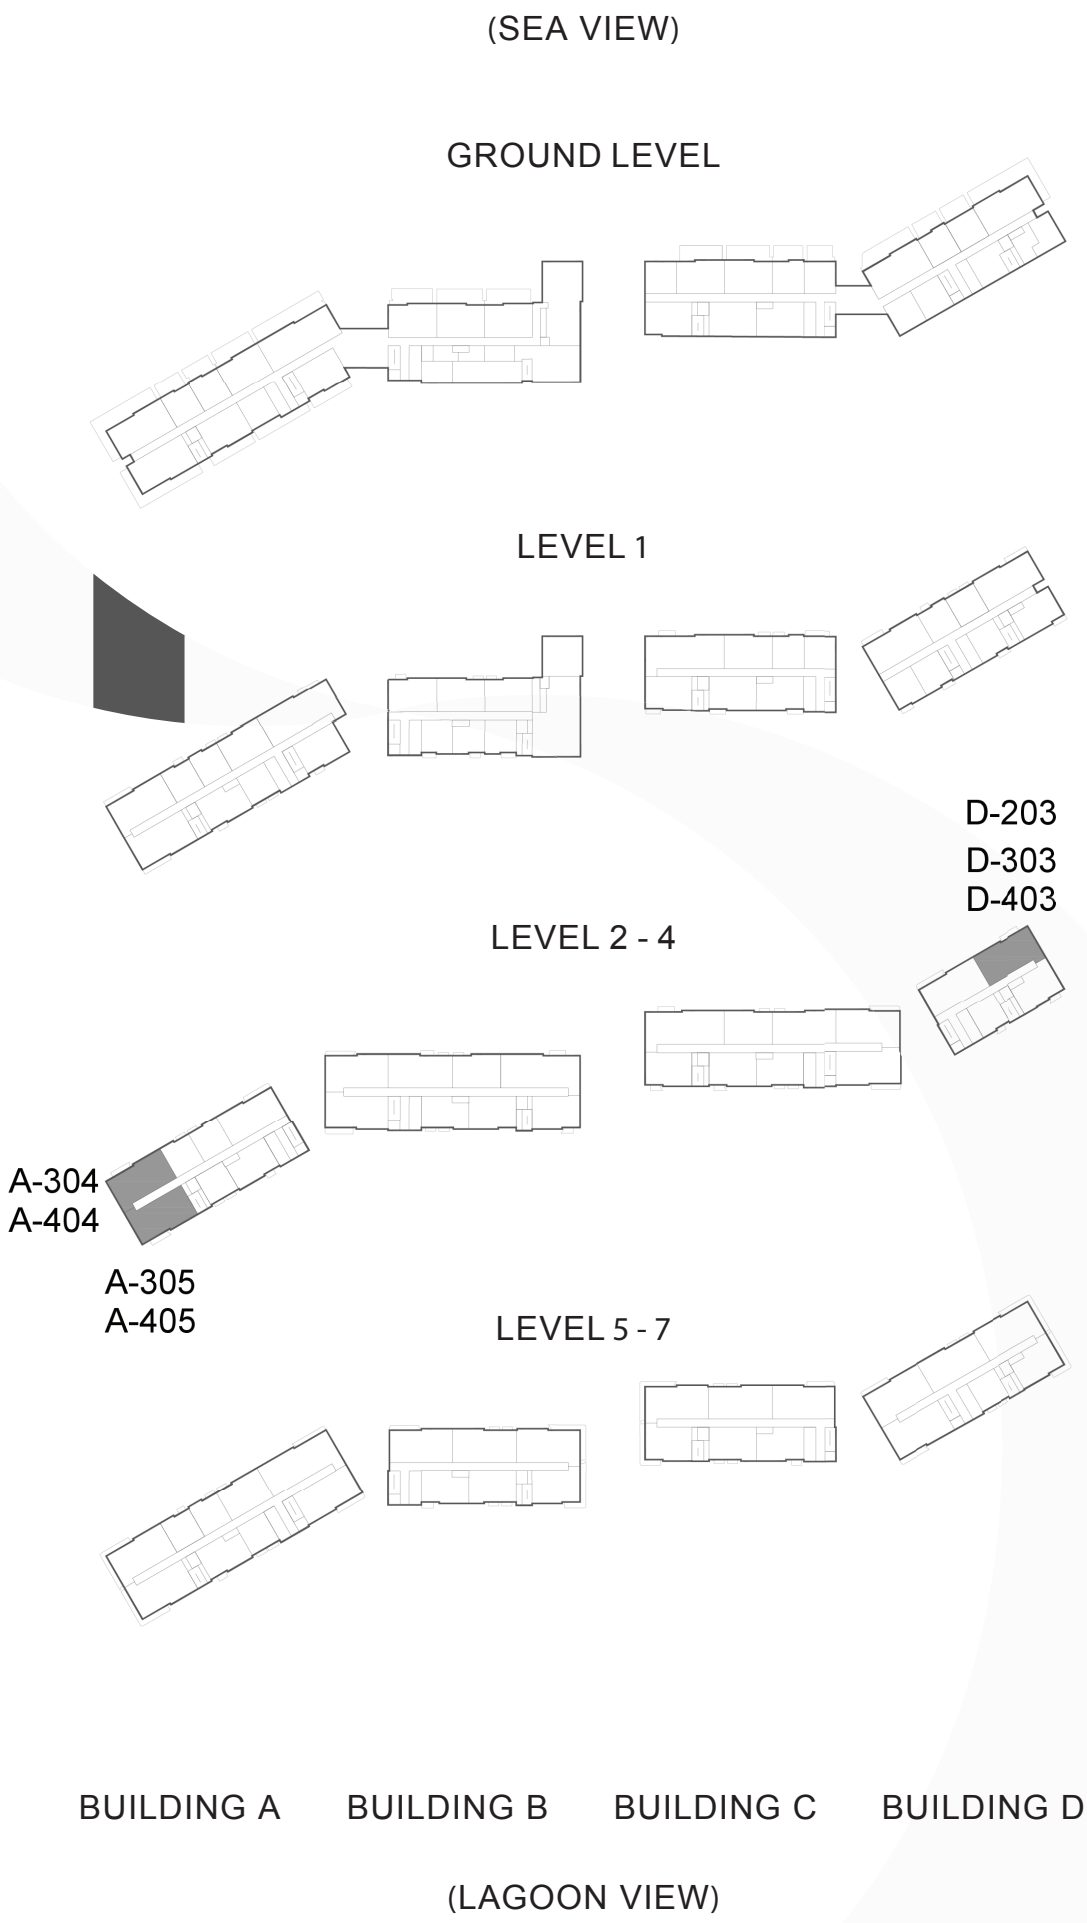 (SEA VIEW)
GROUND LEVEL
LEVEL 1
D-203
D-303
D-403
LEVEL 2 - 4
A-304
A-404
A-305
A-405
LEVEL 5 - 7
BUILDING A
BUILDING B
BUILDING C
BUILDING D
(LAGOON VIEW)